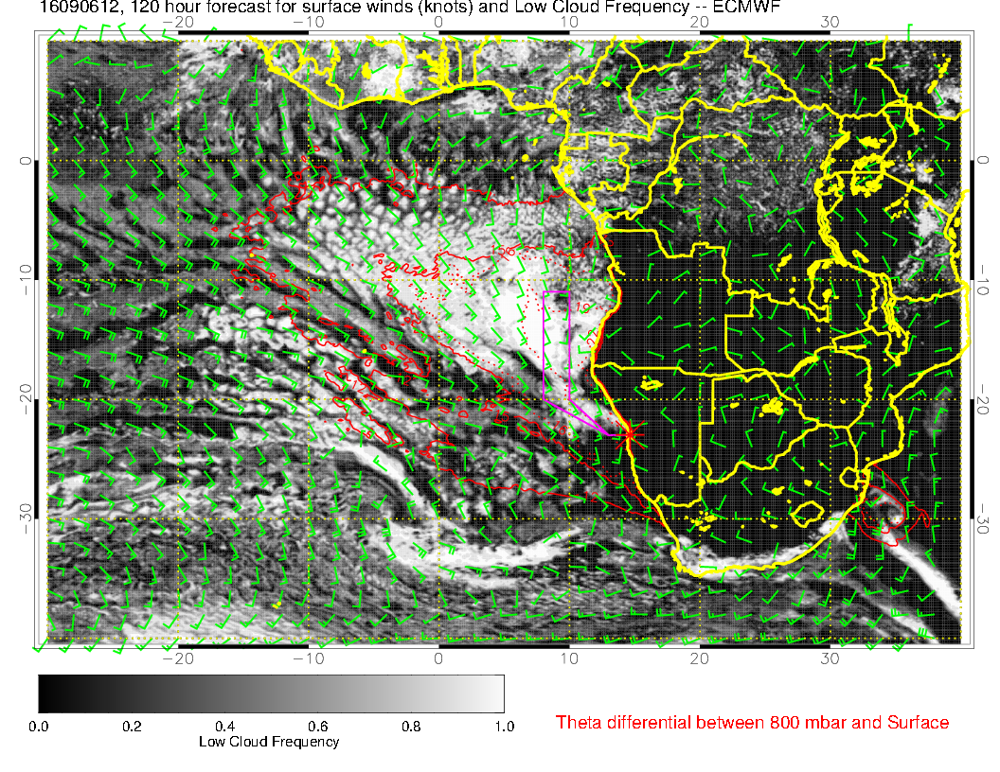 16090612, 120 hour forecast for surface winds (knots) and Low Cloud Frequency -- ECMWF
−20 −10 0 10 20 30
0 0
−10 −10
−20 −20
−30 −30
−20 −10 0 10 20 30
0.0 0.2 0.4 0.6 0.8 1.0
Low Cloud Frequency
Theta differential between 800 mbar and Surface